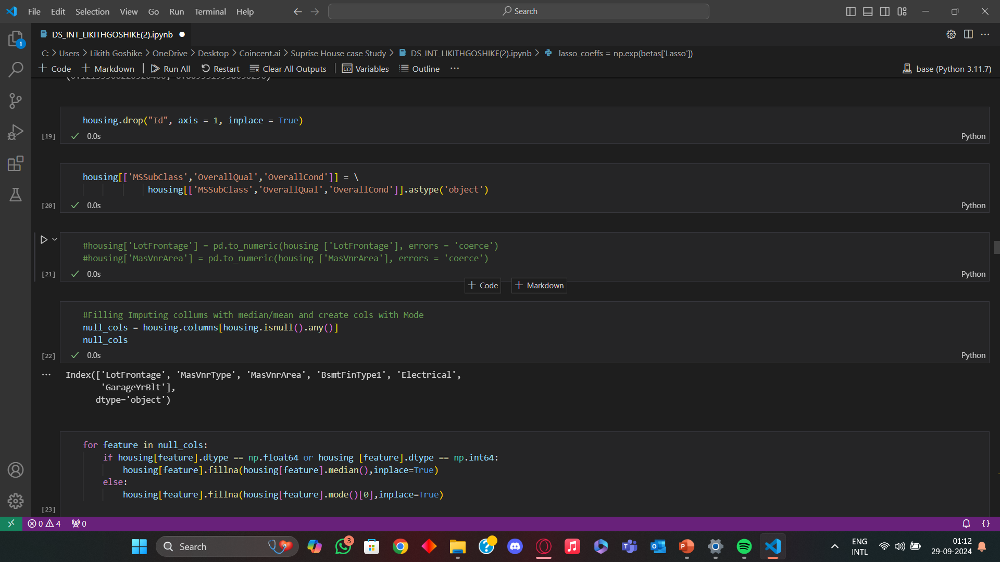 File Edit Selection View Go Run Terminal Help
Search
DS_INT_LIKITHGOSHIKE(2).ipynb
C: > Users > Likith Goshike > OneDrive > Desktop > Coincent.ai > Suprise House case Study > DS_INT_LIKITHGOSHIKE(2).ipynb > lasso_coeffs = np.exp(betas['Lasso'])
+ Code + Markdown | Run All Restart Clear All Outputs | Variables Outline ...
base (Python 3.11.7)
housing.drop("Id", axis = 1, inplace = True)
[19] 0.0s Python
housing[['MSSubClass','OverallQual','OverallCond']] = \
housing[['MSSubClass','OverallQual','OverallCond']].astype('object')
[20] 0.0s Python
#housing['LotFrontage'] = pd.to_numeric(housing ['LotFrontage'], errors = 'coerce')
#housing['MasVnrArea'] = pd.to_numeric(housing ['MasVnrArea'], errors = 'coerce')
[21] 0.0s Python
+ Code + Markdown
#Filling Imputing collums with median/mean and create cols with Mode
null_cols = housing.columns[housing.isnull().any()]
null_cols
[22] 0.0s Python
... Index(['LotFrontage', 'MasVnrType', 'MasVnrArea', 'BsmtFinType1', 'Electrical',
'GarageYrBlt'],
dtype='object')
for feature in null_cols:
if housing[feature].dtype == np.float64 or housing [feature].dtype == np.int64:
housing[feature].fillna(housing[feature].median(),inplace=True)
else:
housing[feature].fillna(housing[feature].mode()[0],inplace=True)
[23]
0 4 0 {}
Search
3
ENG
INTL
01:12
29-09-2024